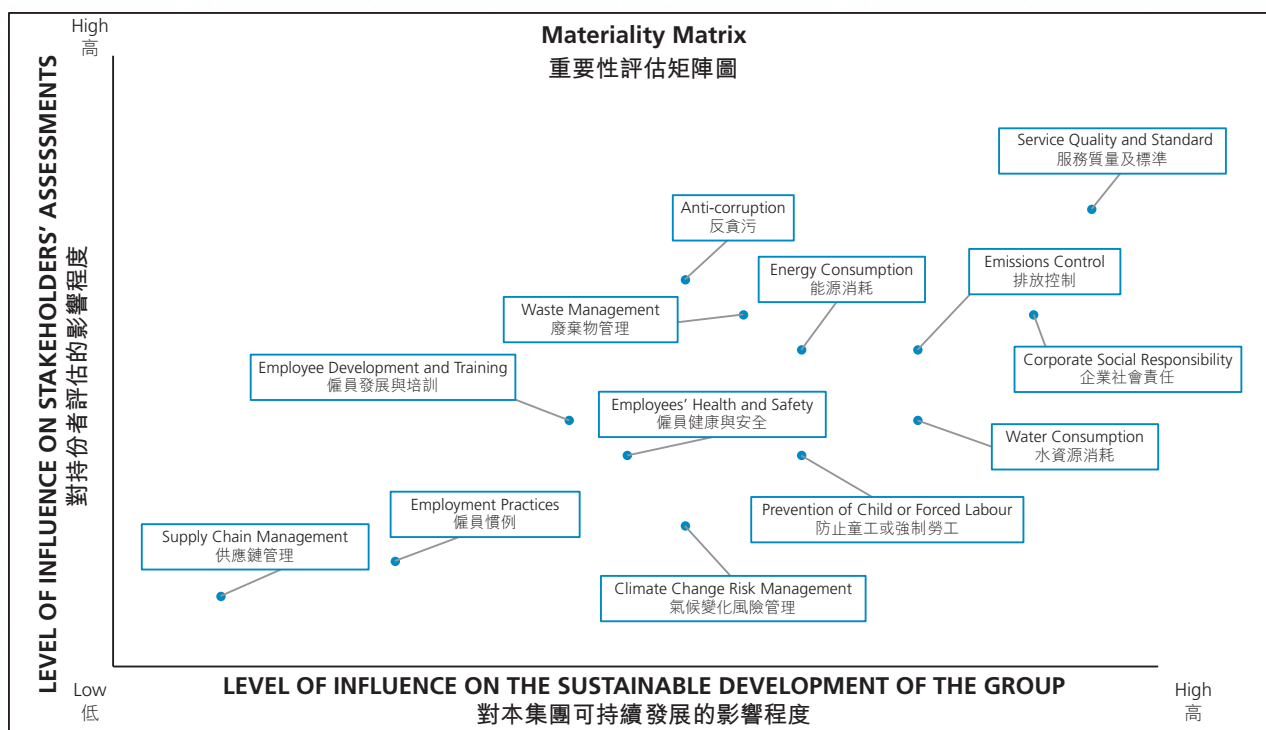 High
高
Materiality Matrix
重要性評估矩陣圖
LEVEL OF INFLUENCE ON STAKEHOLDERS’ ASSESSMENTS
對持份者評估的影響程度
Service Quality and Standard
服務質量及標準
Anti-corruption
反貪污
Energy Consumption
能源消耗
Emissions Control
排放控制
Waste Management
廢棄物管理
Corporate Social Responsibility
企業社會責任
Employee Development and Training
僱員發展與培訓
Employees’ Health and Safety
僱員健康與安全
Water Consumption
水資源消耗
Employment Practices
僱員慣例
Prevention of Child or Forced Labour
防止童工或強制勞工
Supply Chain Management
供應鏈管理
Climate Change Risk Management
氣候變化風險管理
Low
低
LEVEL OF INFLUENCE ON THE SUSTAINABLE DEVELOPMENT OF THE GROUP
對本集團可持續發展的影響程度
High
高